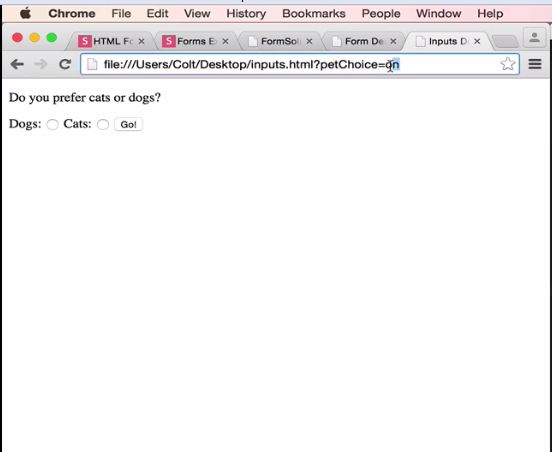 Chrome File Edit View History Bookmarks People Window Help
HTML Fo Forms E FormSol Form De Inputs D
file:///Users/Colt/Desktop/inputs.html?petChoice=on
Do you prefer cats or dogs?
Dogs: Cats: Go!